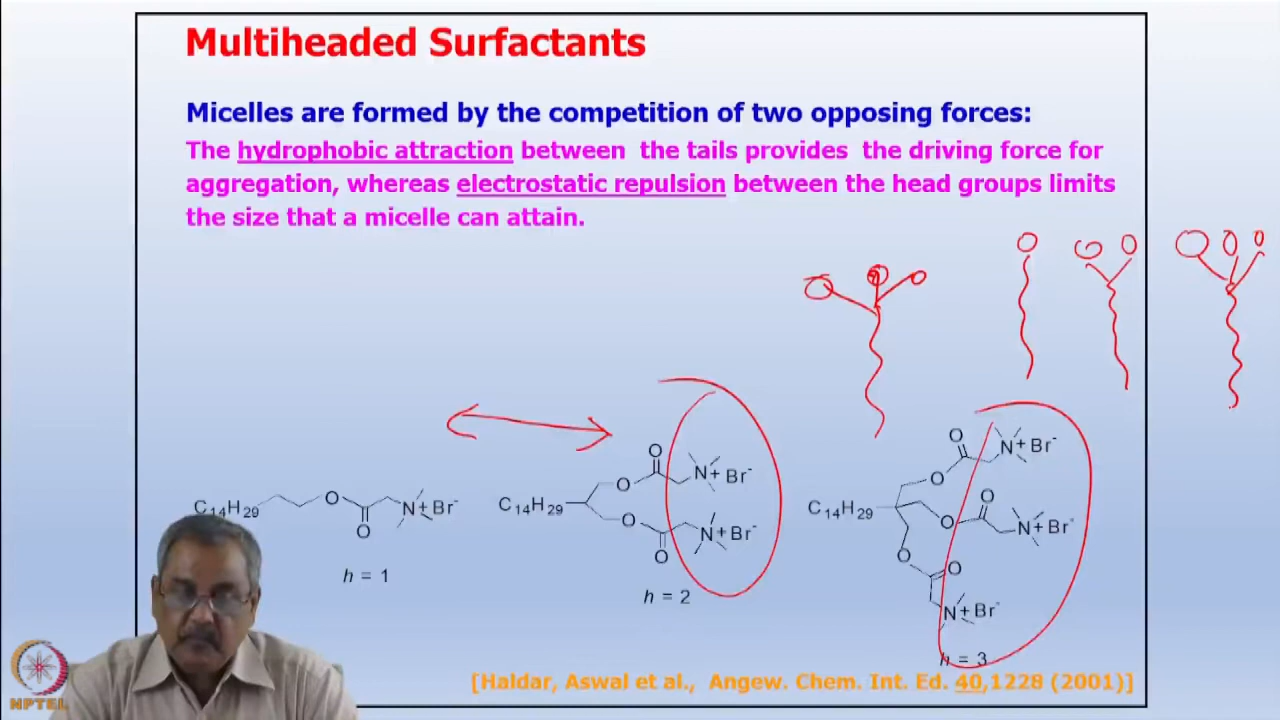 Multiheaded Surfactants
Micelles are formed by the competition of two opposing forces:
The hydrophobic attraction between the tails provides the driving force for
aggregation, whereas electrostatic repulsion between the head groups limits
the size that a micelle can attain.
C14H29 O O N+Br-
h = 1
C14H29 O O N+Br-
O O N+Br-
h = 2
O N+Br-
O
C14H29 O O N+Br-
O O
N+Br-
h = 3
[Haldar, Aswal et al., Angew. Chem. Int. Ed. 40,1228 (2001)]
NPTEL